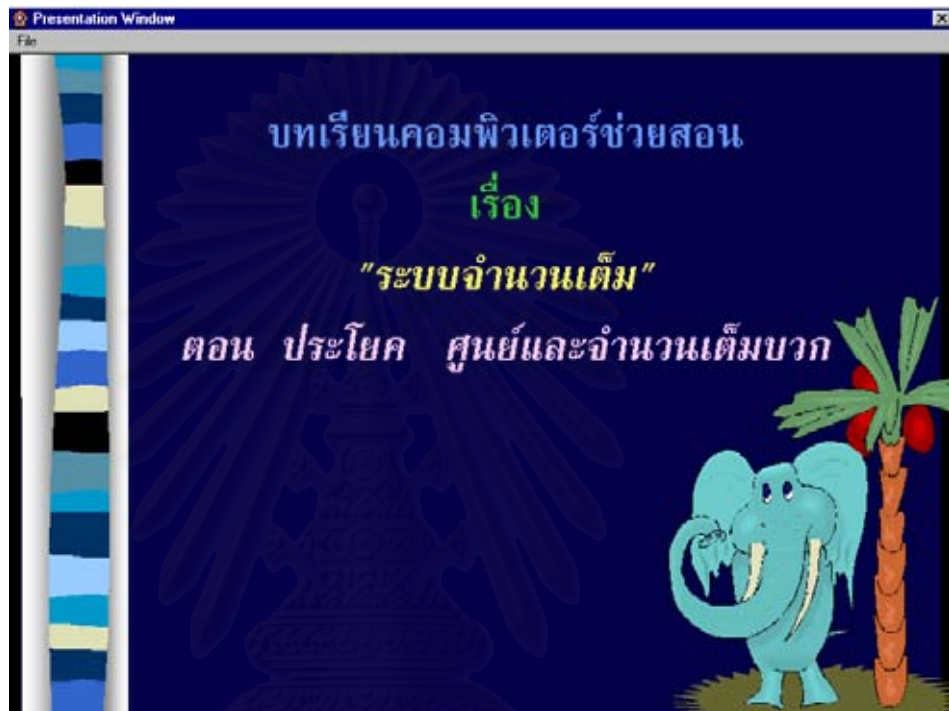 Presentation Window
File
บทเรียนคอมพิวเตอร์ช่วยสอน
เรื่อง
"ระบบจำนวนเต็ม"
ตอน ประโยค ศูนย์และจำนวนเต็มบวก